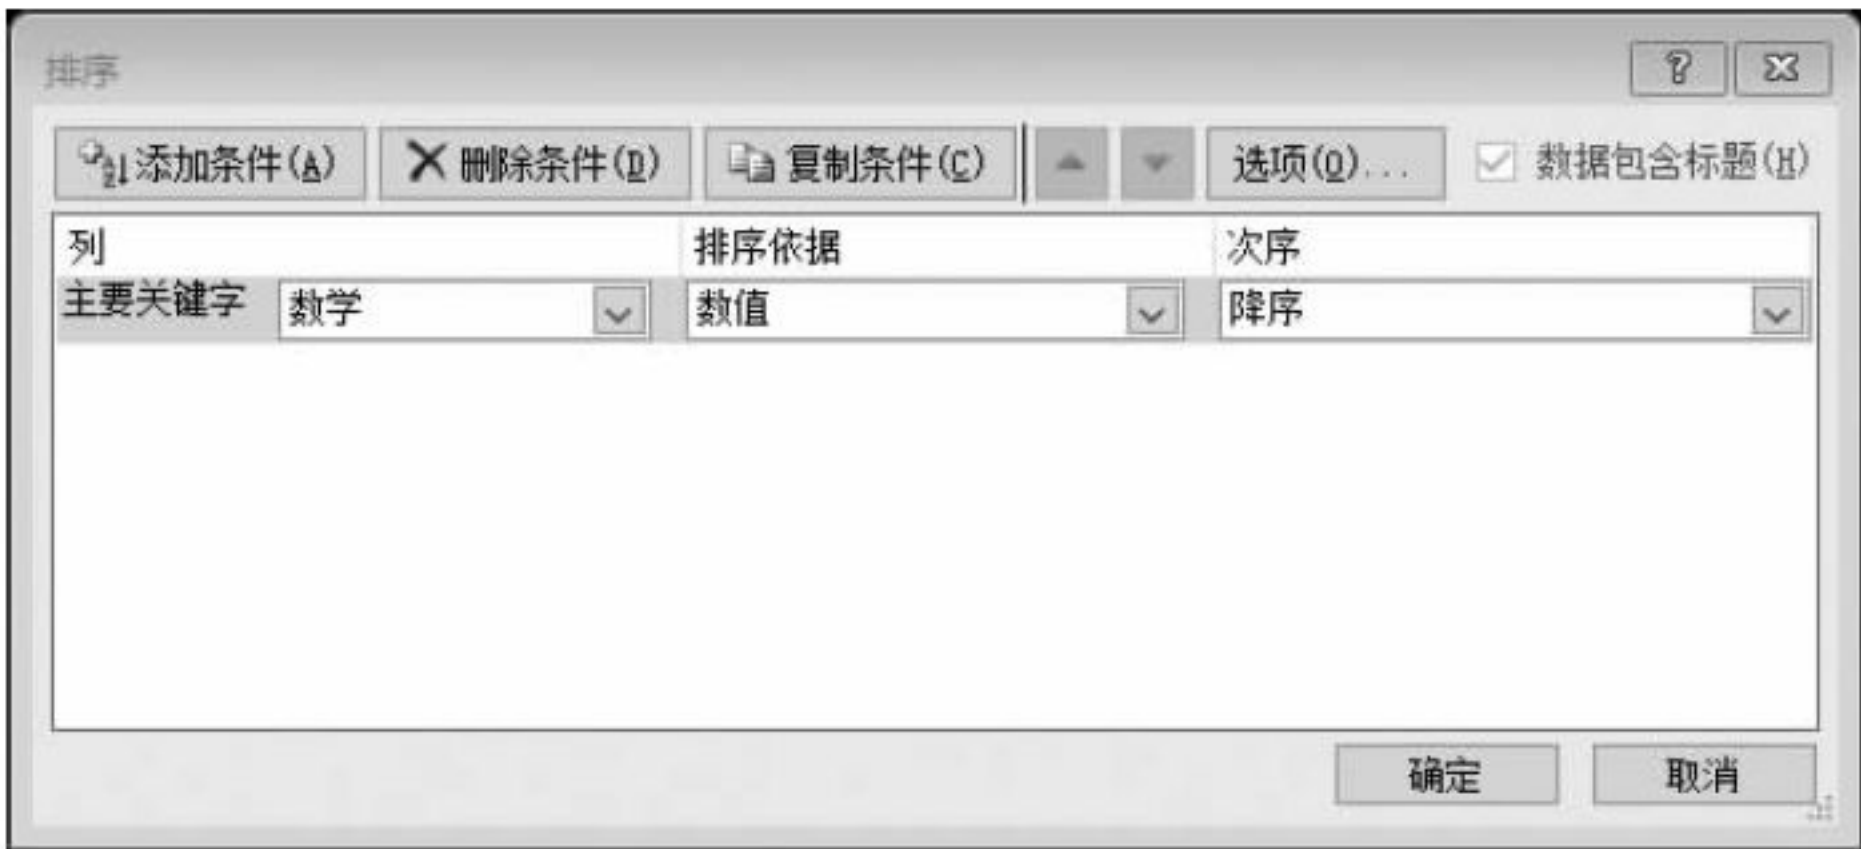 排序
添加条件(A) 删除条件(D) 复制条件(C) 选项(O)... 数据包含标题(H)
列 排序依据 次序
主要关键字 数学 数值 降序
确定 取消